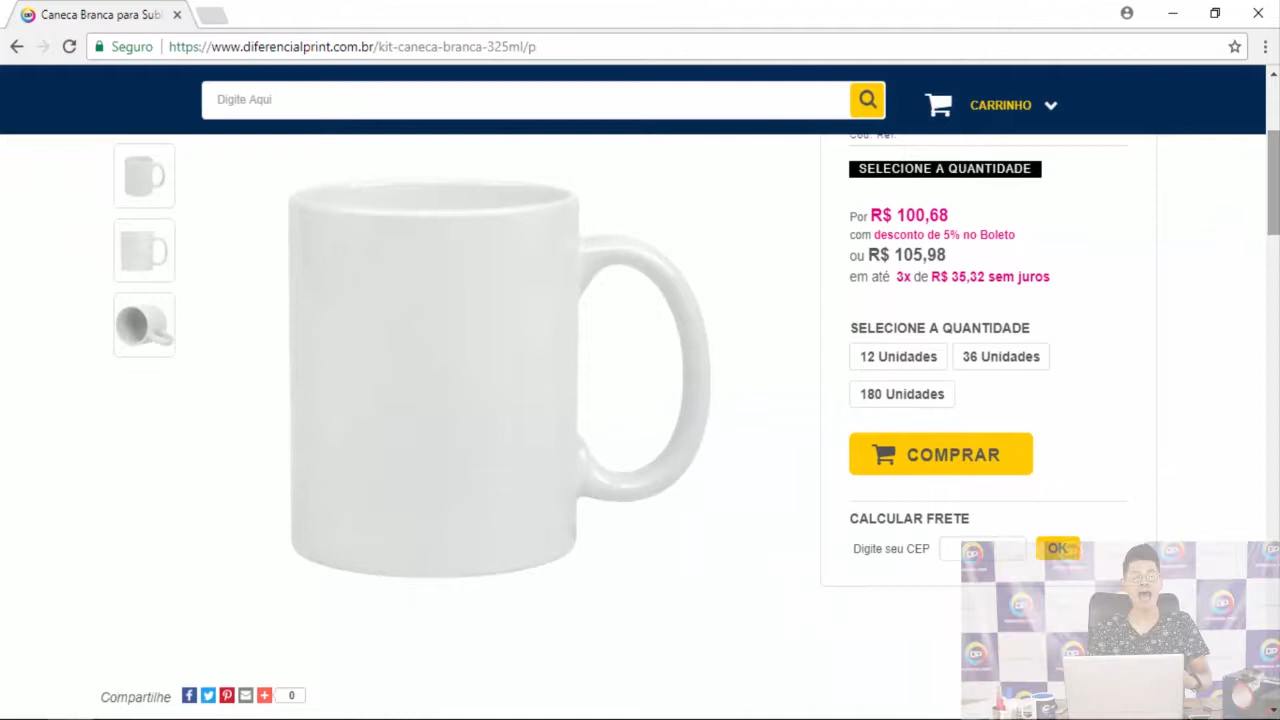 Caneca Branca para Subl
Seguro https://www.diferencialprint.com.br/kit-caneca-branca-325ml/p
Digite Aqui
CARRINHO
Cód. Ref.
SELECIONE A QUANTIDADE
Por R$ 100,68
com desconto de 5% no Boleto
ou R$ 105,98
em até 3x de R$ 35,32 sem juros
SELECIONE A QUANTIDADE
12 Unidades 36 Unidades
180 Unidades
COMPRAR
CALCULAR FRETE
Digite seu CEP OK
Compartilhe 0